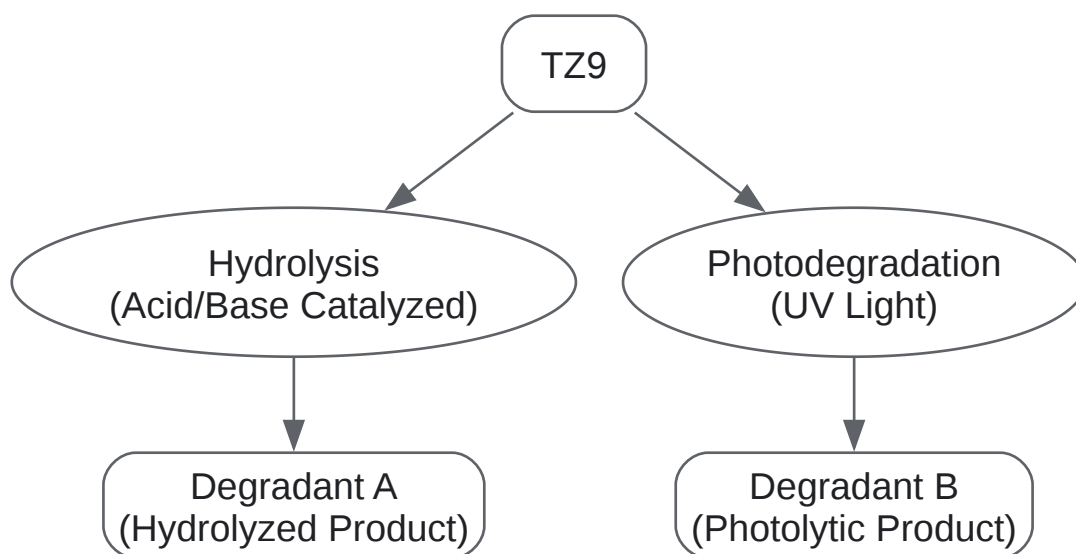 TZ9
Hydrolysis
(Acid/Base Catalyzed)
Photodegradation
(UV Light)
Degradant A
(Hydrolyzed Product)
Degradant B
(Photolytic Product)